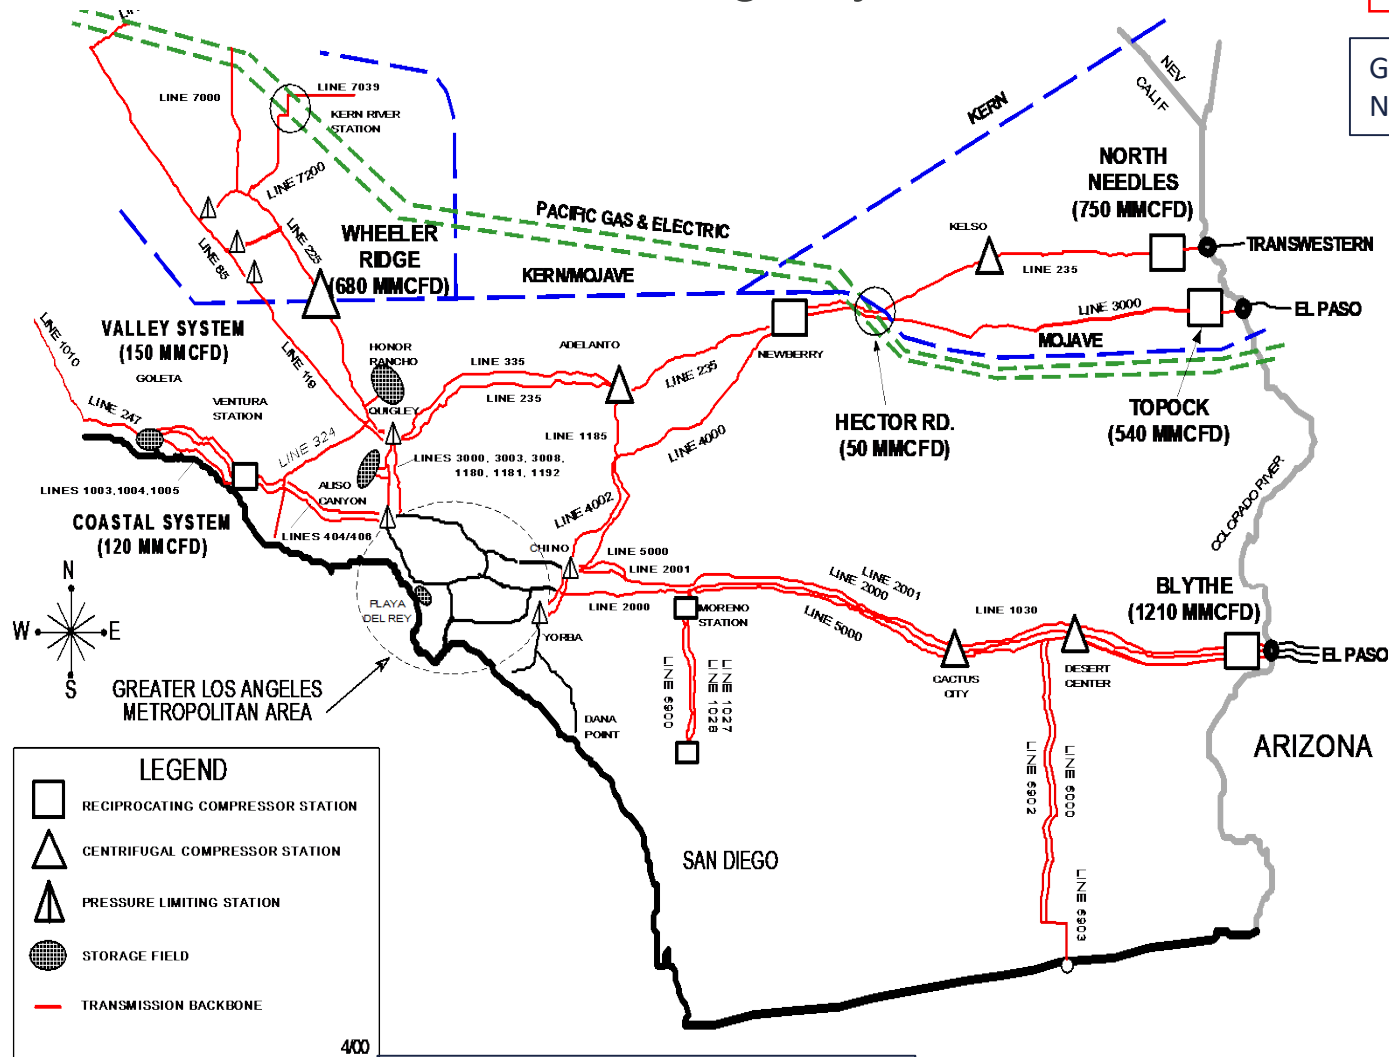 G
N
LINE 7000
LINE 7039
KERN RIVER
STATION
LINE 7200
LINE 225
LINE 85
WHEELER
RIDGE
(680 MMCFD)
PACIFIC GAS & ELECTRIC
KERN/MOJAVE
KERN
NEV
CALIF
NORTH
NEEDLES
(750 MMCFD)
KELSO
LINE 235
TRANSWESTERN
LINE 3000
EL PASO
MOJAVE
NEWBERRY
HECTOR RD.
(50 MMCFD)
TOPOCK
(540 MMCFD)
COLORADO RIVER
VALLEY SYSTEM
(150 MMCFD)
LINE 1010
GOLETA
LINE 247
VENTURA
STATION
LINE 119
HONOR
RANCHO
QUIGLEY
LINE 324
LINE 335
LINE 235
ADELANTO
LINE 235
LINE 1185
LINE 4000
LINES 3000, 3003, 3008,
1180, 1181, 1192
ALISO
CANYON
LINES 1003,1004,1005
COASTAL SYSTEM
(120 MMCFD)
LINES 404/406
LINE 4002
CHINO
LINE 5000
LINE 2001
LINE 2000
PLAYA
DEL REY
YORBA
MORENO
STATION
LINE 2001
LINE 2000
LINE 5000
LINE 1030
BLYTHE
(1210 MMCFD)
EL PASO
CACTUS
CITY
DESERT
CENTER
LINE 6900
LINE 1028
LINE 1027
LINE 6902
LINE 6000
LINE 6903
DANA
POINT
N
W
E
S
GREATER LOS ANGELES
METROPOLITAN AREA
ARIZONA
SAN DIEGO
LEGEND
RECIPROCATING COMPRESSOR STATION
CENTRIFUGAL COMPRESSOR STATION
PRESSURE LIMITING STATION
STORAGE FIELD
TRANSMISSION BACKBONE
4/00